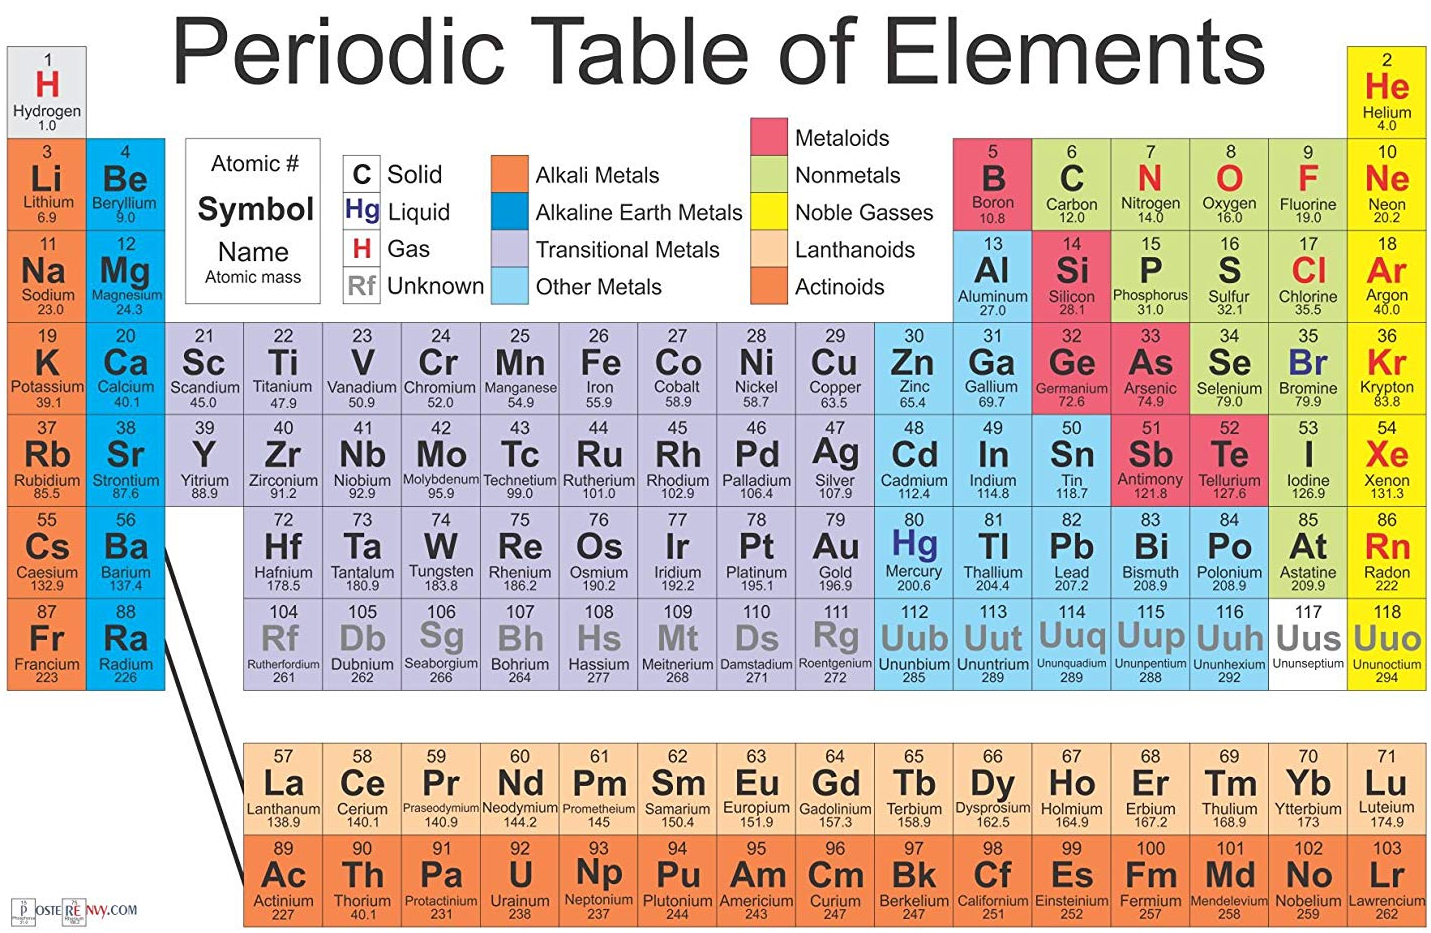 Periodic Table of Elements
1
H
Hydrogen
1.0
2
He
Helium
4.0
Atomic #
Symbol
Name
Atomic mass
C Solid
Hg Liquid
H Gas
Rf Unknown
Alkali Metals
Alkaline Earth Metals
Transitional Metals
Other Metals
Metaloids
Nonmetals
Noble Gasses
Lanthanoids
Actinoids
3 4 5 6 7 8 9 10
Li Be B C N O F Ne
Lithium Beryllium Boron Carbon Nitrogen Oxygen Fluorine Neon
6.9 9.0 10.8 12.0 14.0 16.0 19.0 20.2
11 12 13 14 15 16 17 18
Na Mg Al Si P S Cl Ar
Sodium Magnesium Aluminum Silicon Phosphorus Sulfur Chlorine Argon
23.0 24.3 27.0 28.1 31.0 32.1 35.5 40.0
19 20 21 22 23 24 25 26 27 28 29 30 31 32 33 34 35 36
K Ca Sc Ti V Cr Mn Fe Co Ni Cu Zn Ga Ge As Se Br Kr
Potassium Calcium Scandium Titanium Vanadium Chromium Manganese Iron Cobalt Nickel Copper Zinc Gallium Germanium Arsenic Selenium Bromine Krypton
39.1 40.1 45.0 47.9 50.9 52.0 54.9 55.9 58.9 58.7 63.5 65.4 69.7 72.6 74.9 79.0 79.9 83.8
37 38 39 40 41 42 43 44 45 46 47 48 49 50 51 52 53 54
Rb Sr Y Zr Nb Mo Tc Ru Rh Pd Ag Cd In Sn Sb Te I Xe
Rubidium Strontium Yitrium Zirconium Niobium Molybdenum Technetium Rutherium Rhodium Palladium Silver Cadmium Indium Tin Antimony Tellurium Iodine Xenon
85.5 87.6 88.9 91.2 92.9 95.9 99.0 101.0 102.9 106.4 107.9 112.4 114.8 118.7 121.8 127.6 126.9 131.3
55 56 72 73 74 75 76 77 78 79 80 81 82 83 84 85 86
Cs Ba Hf Ta W Re Os Ir Pt Au Hg Tl Pb Bi Po At Rn
Caesium Barium Hafnium Tantalum Tungsten Rhenium Osmium Iridium Platinum Gold Mercury Thallium Lead Bismuth Polonium Astatine Radon
132.9 137.4 178.5 180.9 183.8 186.2 190.2 192.2 195.1 196.9 200.6 204.4 207.2 208.9 208.9 209.9 222
87 88 104 105 106 107 108 109 110 111 112 113 114 115 116 117 118
Fr Ra Rf Db Sg Bh Hs Mt Ds Rg Uub Uut Uuq Uup Uuh Uus Uuo
Francium Radium Rutherfordium Dubnium Seaborgium Bohrium Hassium Meitnerium Damstadium Roentgenium Ununbium Ununtrium Ununquadium Ununpentium Ununhexium Ununseptium Ununoctium
223 226 261 262 266 264 277 268 271 272 285 289 289 288 292 294
57 58 59 60 61 62 63 64 65 66 67 68 69 70 71
La Ce Pr Nd Pm Sm Eu Gd Tb Dy Ho Er Tm Yb Lu
Lanthanum Cerium Praseodymium Neodymium Prometheium Samarium Europium Gadolinium Terbium Dysprosium Holmium Erbium Thulium Ytterbium Luteium
138.9 140.1 140.9 144.2 145 150.4 151.9 157.3 158.9 162.5 164.9 167.2 168.9 173 174.9
89 90 91 92 93 94 95 96 97 98 99 100 101 102 103
Ac Th Pa U Np Pu Am Cm Bk Cf Es Fm Md No Lr
Actinium Thorium Protactinium Urainum Neptonium Plutonium Americium Curium Berkelium Californium Einsteinium Fermium Mendelevium Nobelium Lawrencium
227 40.1 231 238 237 244 243 247 247 251 252 257 258 259 262
POSTERENVY.COM